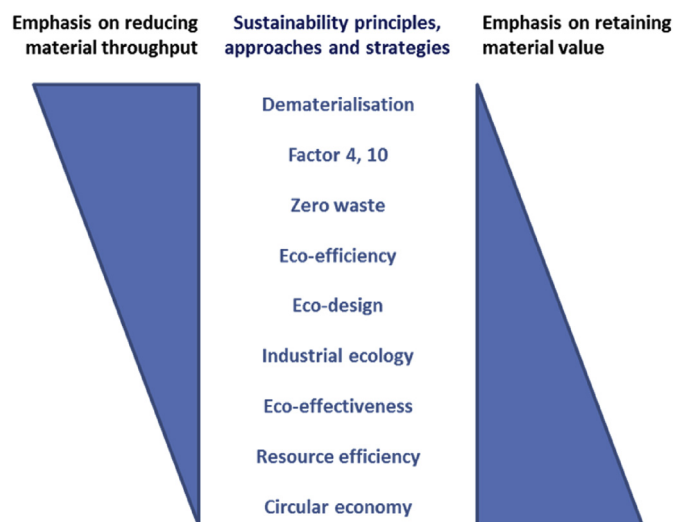 Emphasis on reducing
material throughput
Sustainability principles,
approaches and strategies
Emphasis on retaining
material value
Dematerialisation
Factor 4, 10
Zero waste
Eco-efficiency
Eco-design
Industrial ecology
Eco-effectiveness
Resource efficiency
Circular economy